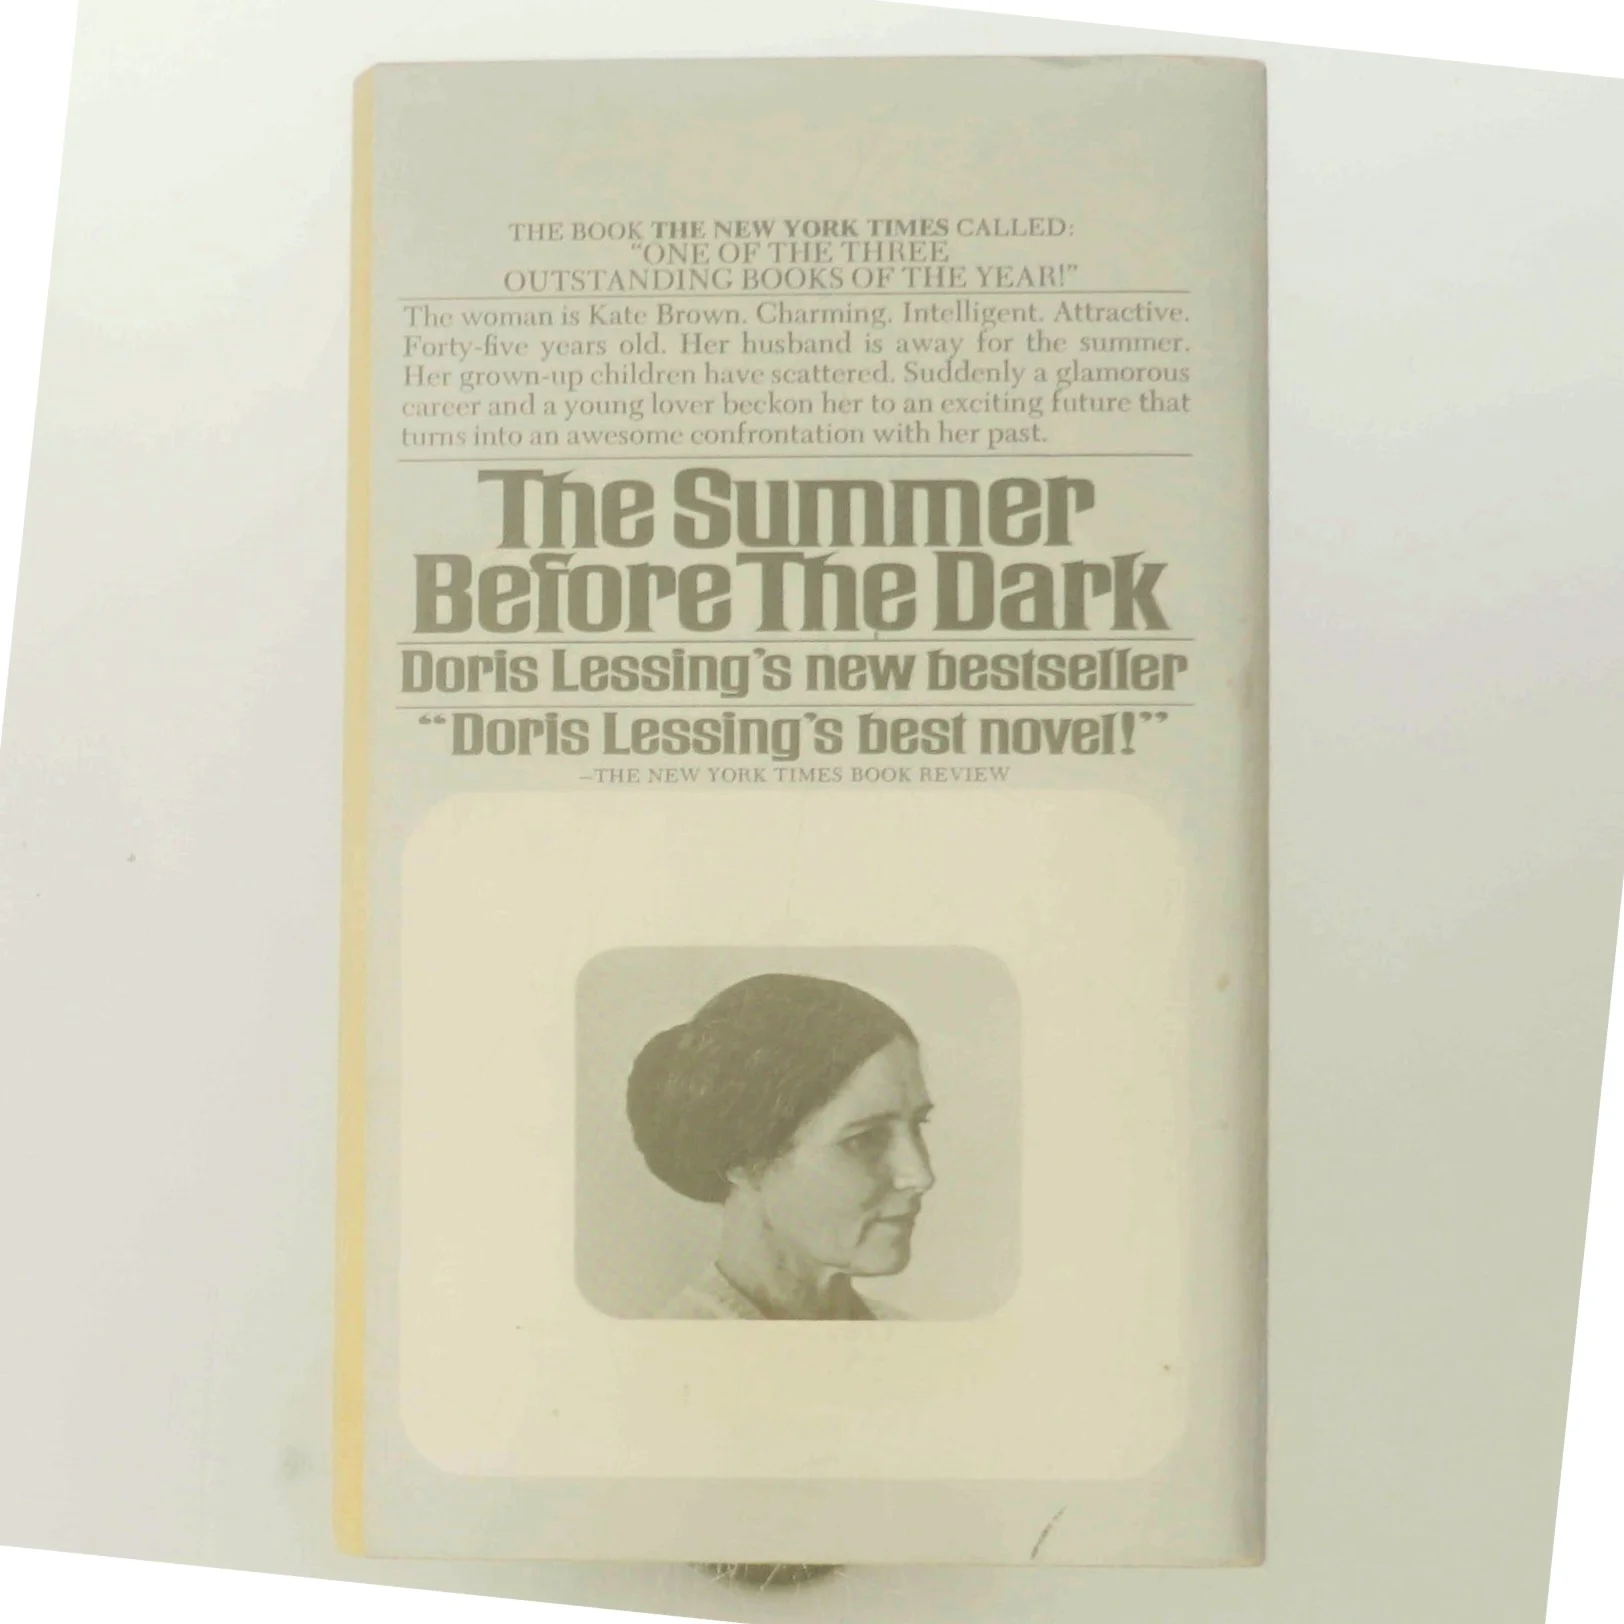 THE BOOK THE NEW YORK TIMES CALLED:
“ONE OF THE THREE
OUTSTANDING BOOKS OF THE YEAR!”
The woman is Kate Brown. Charming. Intelligent. Attractive.
Forty-five years old. Her husband is away for the summer.
Her grown-up children have scattered. Suddenly a glamorous
career and a young lover beckon her to an exciting future that
turns into an awesome confrontation with her past.
The Summer
Before The Dark
Doris Lessing’s new bestseller
“Doris Lessing’s best novel!”
–THE NEW YORK TIMES BOOK REVIEW